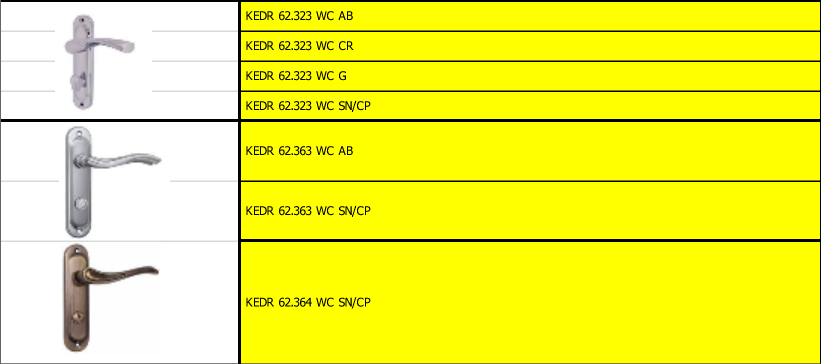 KEDR 62.323 WC AB
KEDR 62.323 WC CR
KEDR 62.323 WC G
KEDR 62.323 WC SN/CP
KEDR 62.363 WC AB
KEDR 62.363 WC SN/CP
KEDR 62.364 WC SN/CP